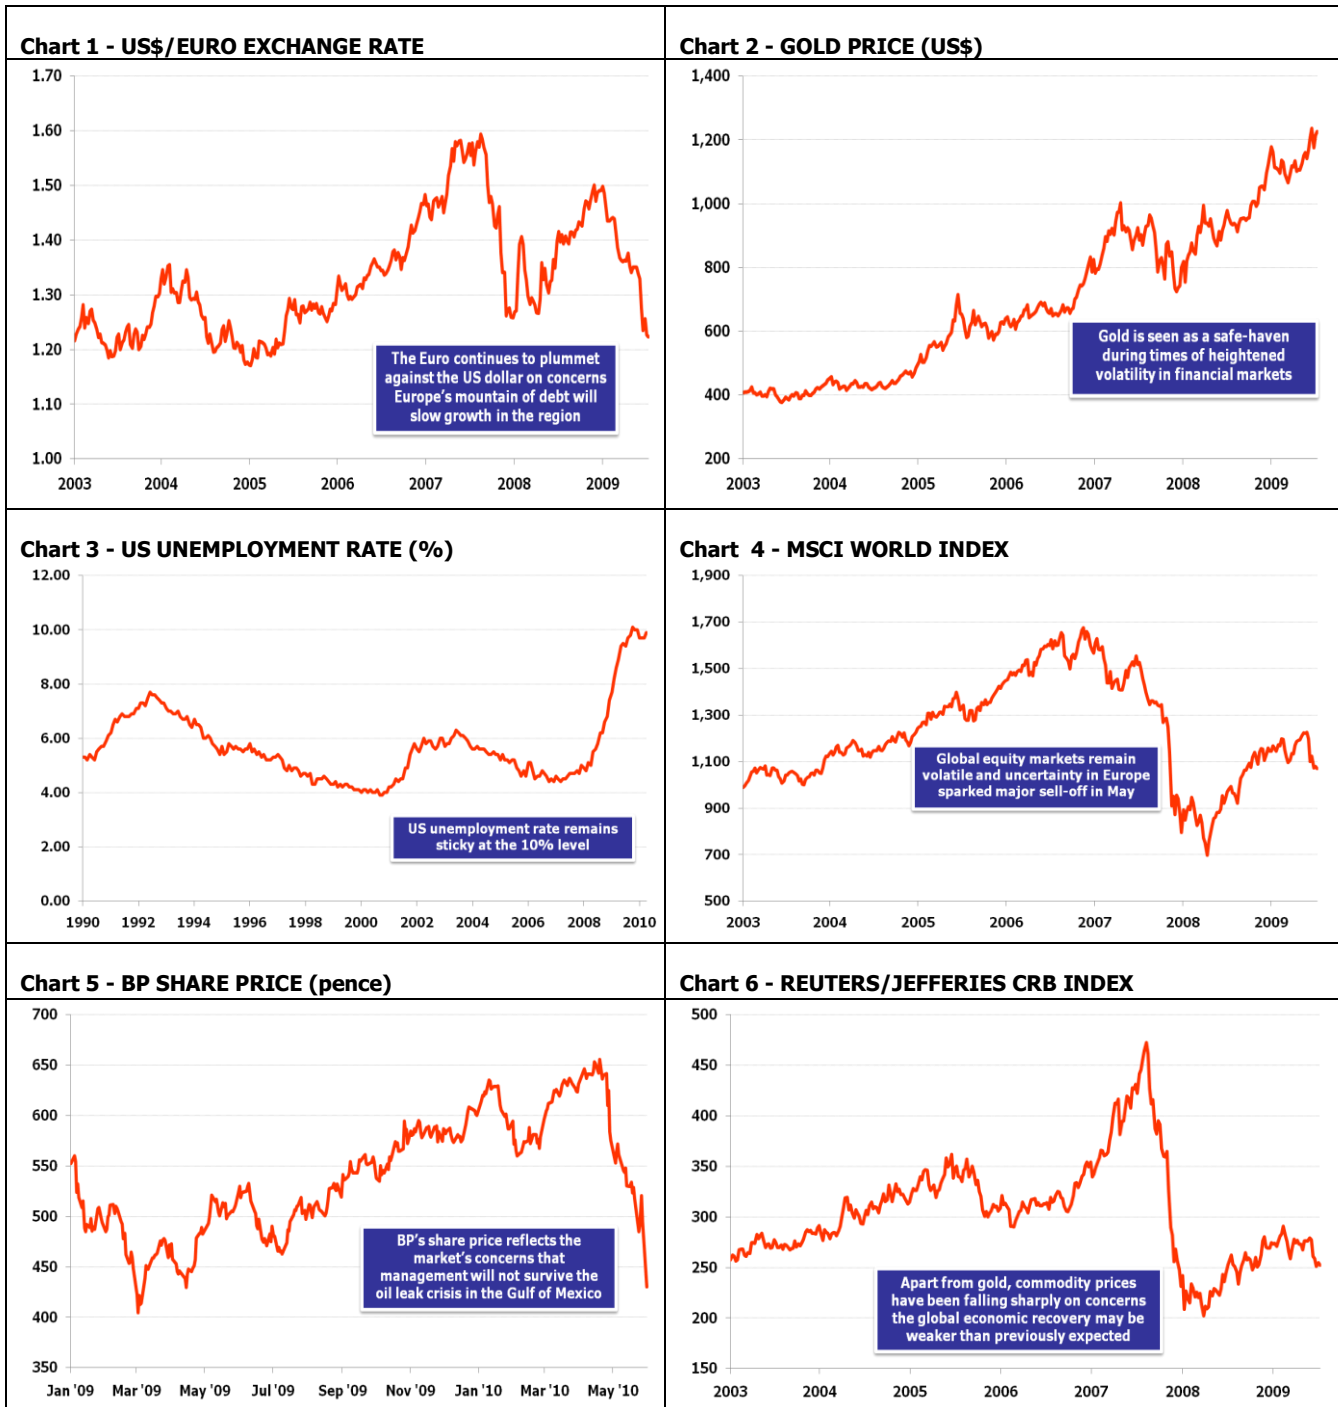 Chart 1 - US$/EURO EXCHANGE RATE
1.70
1.60
1.50
1.40
1.30
1.20
1.10
1.00
2003 2004 2005 2006 2007 2008 2009
The Euro continues to plummet
against the US dollar on concerns
Europe's mountain of debt will
slow growth in the region
Chart 2 - GOLD PRICE (US$)
1,400
1,200
1,000
800
600
400
200
2003 2004 2005 2006 2007 2008 2009
Gold is seen as a safe-haven
during times of heightened
volatility in financial markets
Chart 3 - US UNEMPLOYMENT RATE (%)
12.00
10.00
8.00
6.00
4.00
2.00
0.00
1990 1992 1994 1996 1998 2000 2002 2004 2006 2008 2010
US unemployment rate remains
sticky at the 10% level
Chart 4 - MSCI WORLD INDEX
1,900
1,700
1,500
1,300
1,100
900
700
500
2003 2004 2005 2006 2007 2008 2009
Global equity markets remain
volatile and uncertainty in Europe
sparked major sell-off in May
Chart 5 - BP SHARE PRICE (pence)
700
650
600
550
500
450
400
350
Jan '09 Mar '09 May '09 Jul '09 Sep '09 Nov '09 Jan '10 Mar '10 May '10
BP's share price reflects the
market's concerns that
management will not survive the
oil leak crisis in the Gulf of Mexico
Chart 6 - REUTERS/JEFFERIES CRB INDEX
500
450
400
350
300
250
200
150
2003 2004 2005 2006 2007 2008 2009
Apart from gold, commodity prices
have been falling sharply on concerns
the global economic recovery may be
weaker than previously expected